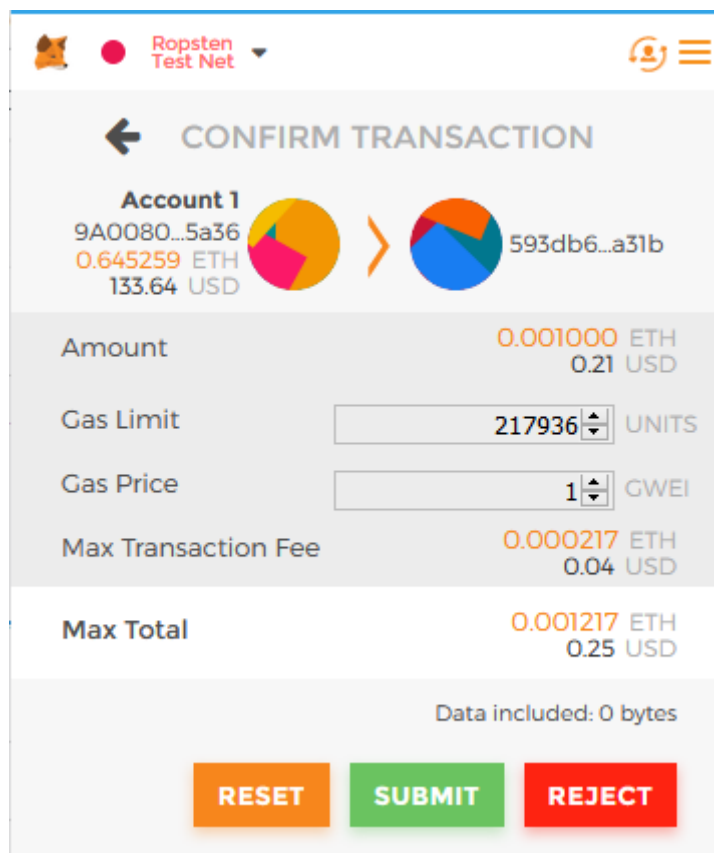 Ropsten
Test Net
CONFIRM TRANSACTION
Account 1
9A0080...5a36
0.645259 ETH
133.64 USD
593db6...a31b
Amount
0.001000 ETH
0.21 USD
Gas Limit
217936 UNITS
Gas Price
1 GWEI
Max Transaction Fee
0.000217 ETH
0.04 USD
Max Total
0.001217 ETH
0.25 USD
Data included: 0 bytes
RESET SUBMIT REJECT